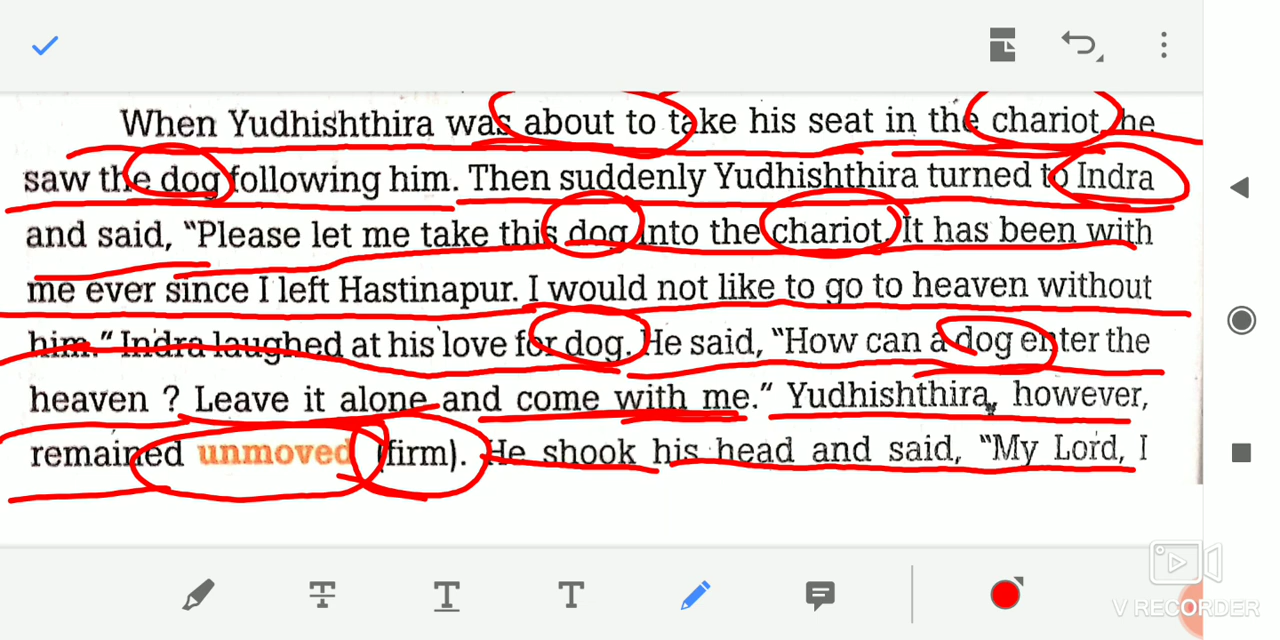 When Yudhishthira was about to take his seat in the chariot, he
saw the dog following him. Then suddenly Yudhishthira turned to Indra
and said, "Please let me take this dog into the chariot. It has been with
me ever since I left Hastinapur. I would not like to go to heaven without
him." Indra laughed at his love for dog. He said, "How can a dog enter the
heaven ? Leave it alone and come with me." Yudhishthira, however,
remained unmoved (firm). He shook his head and said, "My Lord, I
T T T
V RECORDER